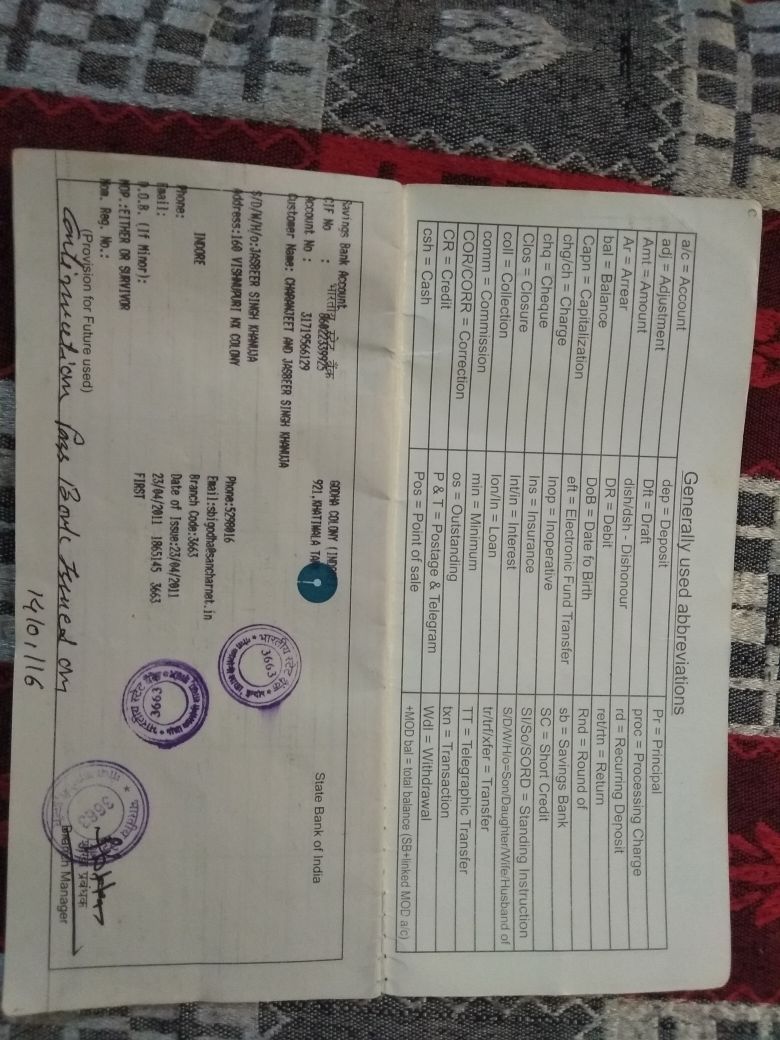 Generally used abbreviations
a/c = Account
adj = Adjustment
Amt = Amount
Ar = Arrear
bal = Balance
Capn = Capitalization
chg/ch = Charge
chq = Cheque
Clos = Closure
coll = Collection
comm = Commission
COR/CORR = Correction
CR = Credit
csh = Cash
dep = Deposit
Dft = Draft
dish/dsh - Dishonour
DR = Debit
DoB = Date fo Birth
eft = Electronic Fund Transfer
Inop = Inoperative
Ins = Insurance
Int/in = Interest
lon/ln = Loan
min = Minimum
os = Outstanding
P & T = Postage & Telegram
Pos = Point of sale
Pr = Principal
proc = Processing Charge
rd = Recurring Deposit
ret/rtn = Return
Rnd = Round of
sb = Savings Bank
SC = Short Credit
SI/So/SORD = Standing Instruction
S/D/W/H/o=Son/Daughter/Wife/Husband of
tr/trf/xfer = Transfer
TT = Telegraphic Transfer
txn = Transaction
Wdl = Withdrawal
+MOD bal = total balance (SB+linked MOD a/c)
Savings Bank Account
भारतीय स्टेट बैंक
CIF No : 86022339925
Account No : 31719566129
Customer Name: CHARANJEET AND JASBEER SINGH KHANUJA
S/D/W/H/o:JASBEER SINGH KHANUJA
Address:160 VISHNUPURI NX COLONY
INDORE
Phone:
Email:
D.O.B. (If Minor):
MOP.:EITHER OR SURVIVOR
Nom. Reg. No.:
(Provision for Future used)
GODHA COLONY
921,KHATIWALA
Phone:5298016
Email:sbigodha@sancharnet.in
Branch Code:3663
Date of Issue:23/04/2011
23/04/2011 1865145 3663
FIRST
State Bank of India
भारतीय स्टेट बैंक
3663
भारतीय स्टेट बैंक
3663
भारतीय
3663
शाखा प्रबंधक
Branch Manager
Continuation Pass Book Issued on
14/01/16